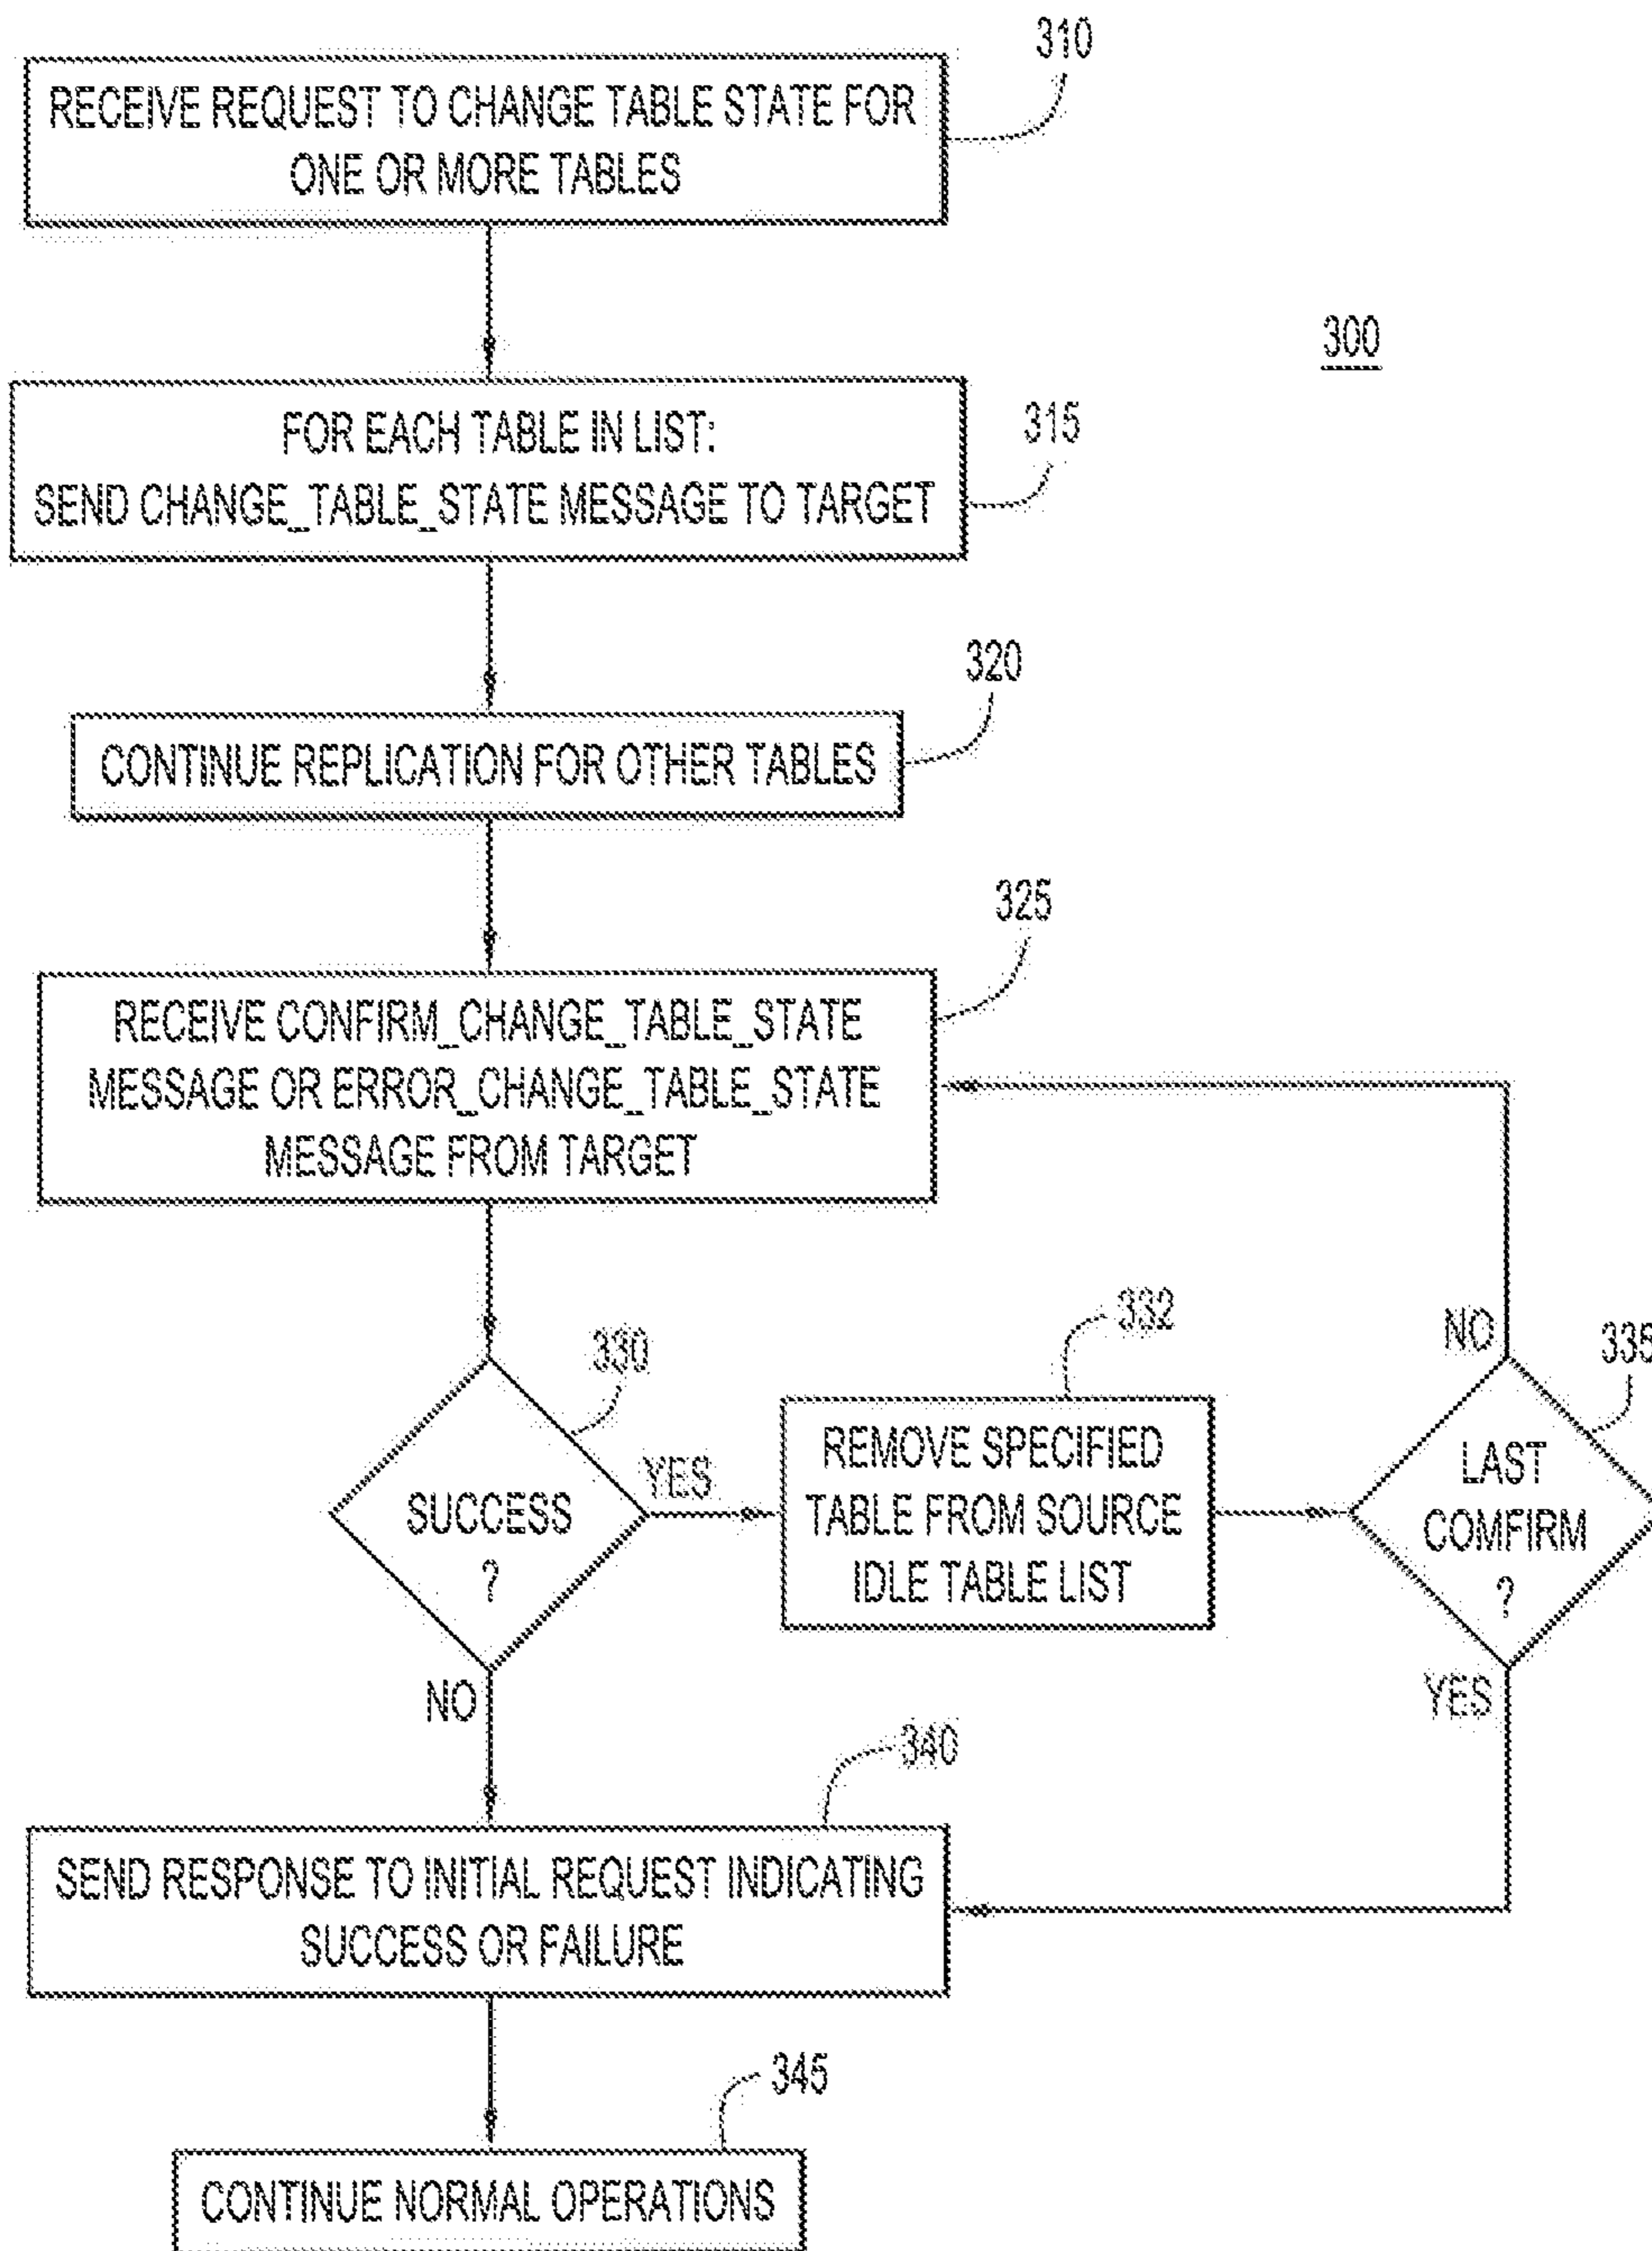 310
RECEIVE REQUEST TO CHANGE TABLE STATE FOR
ONE OR MORE TABLES
300
FOR EACH TABLE IN LIST:
315
SEND CHANGE_TABLE_STATE MESSAGE TO TARGET
320
CONTINUE REPLICATION FOR OTHER TABLES
325
RECEIVE CONFIRM_CHANGE_TABLE_STATE
MESSAGE OR ERROR_CHANGE_TABLE_STATE
MESSAGE FROM TARGET
330
SUCCESS
?
YES
NO
332
REMOVE SPECIFIED
TABLE FROM SOURCE
IDLE TABLE LIST
NO
LAST
COMFIRM
?
YES
340
SEND RESPONSE TO INITIAL REQUEST INDICATING
SUCCESS OR FAILURE
345
CONTINUE NORMAL OPERATIONS